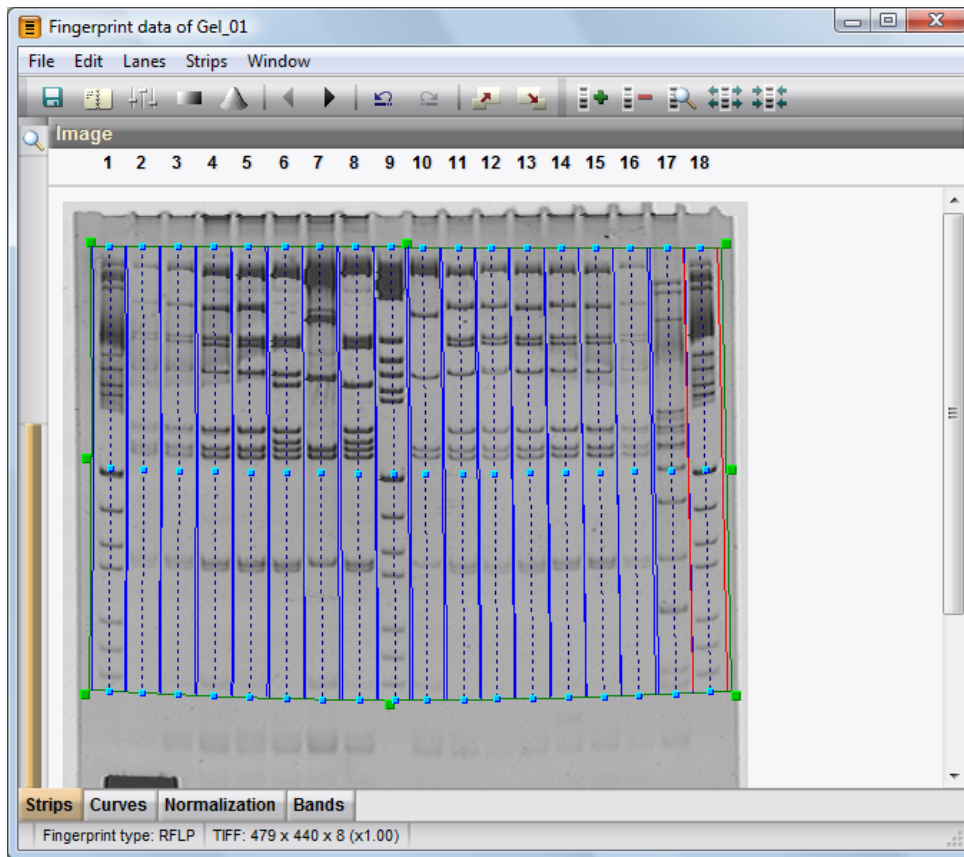 Fingerprint data of Gel_01
File Edit Lanes Strips Window
Image
1 2 3 4 5 6 7 8 9 10 11 12 13 14 15 16 17 18
Strips Curves Normalization Bands
Fingerprint type: RFLP TIFF: 479 x 440 x 8 (x1.00)